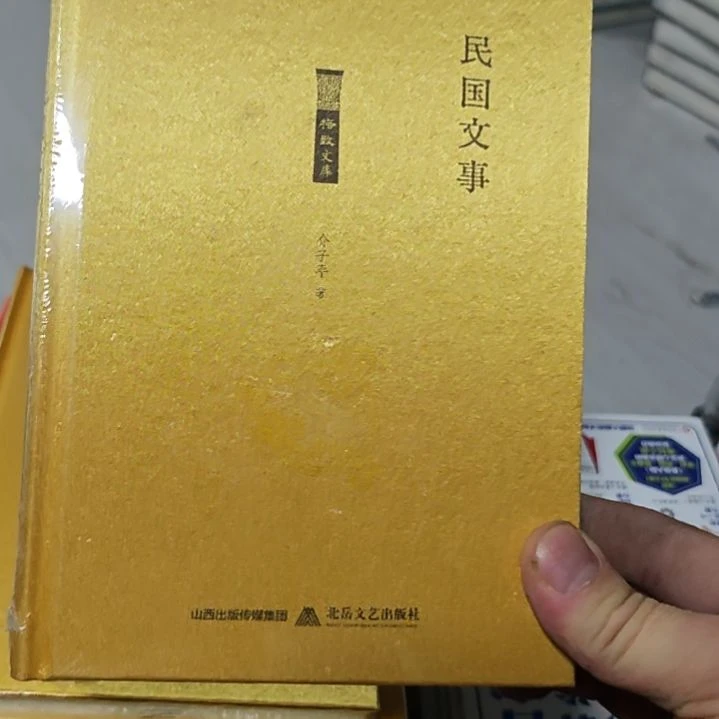 民国文事
格致文库
介子平 著
山西出版传媒集团 北岳文艺出版社